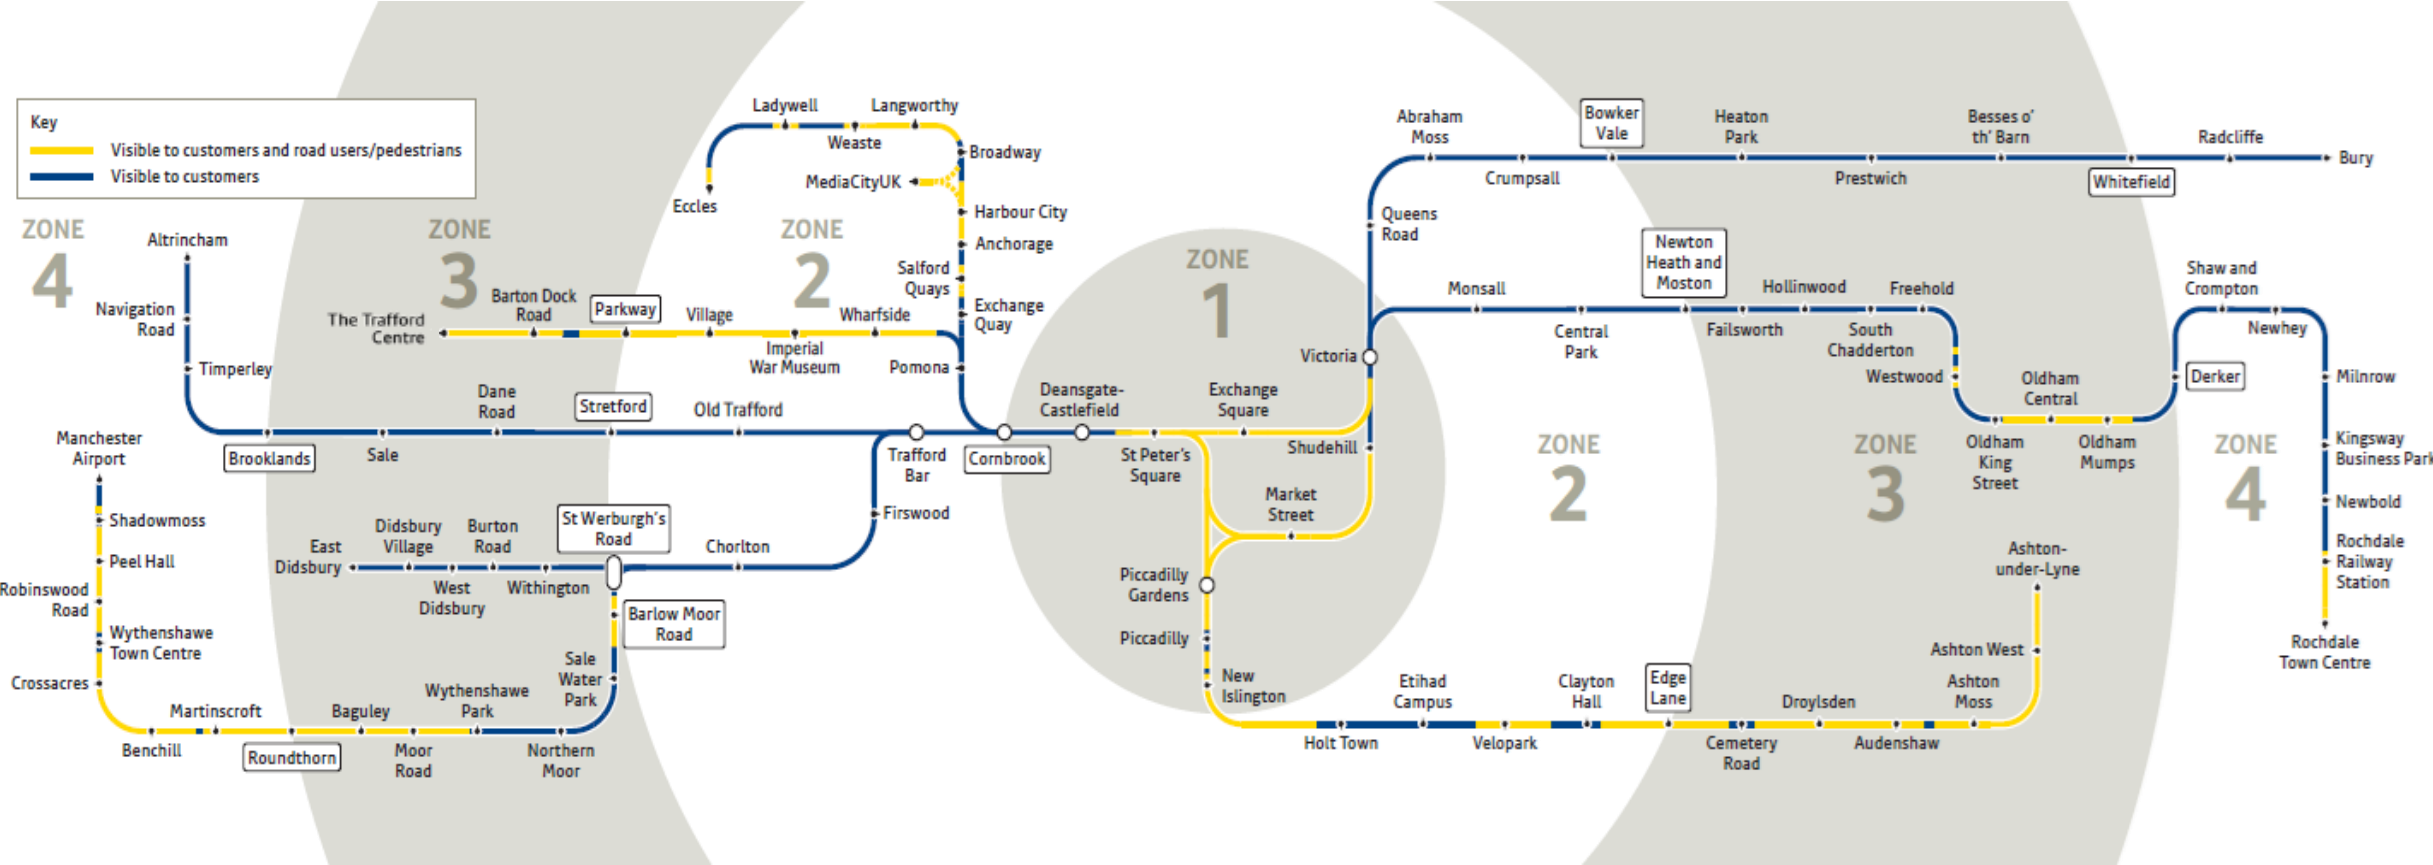 Key
Visible to customers and road users/pedestrians
Visible to customers
ZONE
4
ZONE
3
ZONE
2
ZONE
1
ZONE
2
ZONE
3
ZONE
4
Altrincham
Navigation
Road
Timperley
Brooklands
Sale
Dane
Road
Stretford
Old Trafford
Trafford
Bar
Cornbrook
Deansgate-
Castlefield
St Peter's
Square
Exchange
Square
Victoria
Shudehill
Market
Street
Piccadilly
Gardens
Piccadilly
New
Islington
Holt Town
Etihad
Campus
Velopark
Clayton
Hall
Edge
Lane
Cemetery
Road
Droylsden
Audenshaw
Ashton
Moss
Ashton West
Ashton-
under-Lyne
Eccles
Ladywell
Weaste
Langworthy
Broadway
MediaCityUK
Harbour City
Anchorage
Salford
Quays
Exchange
Quay
Pomona
The Trafford
Centre
Barton Dock
Road
Parkway
Village
Imperial
War Museum
Wharfside
Manchester
Airport
Shadowmoss
Peel Hall
Robinswood
Road
Wythenshawe
Town Centre
Crossacres
Benchill
Martinscroft
Roundthorn
Baguley
Moor
Road
Wythenshawe
Park
Northern
Moor
Sale
Water
Park
Barlow Moor
Road
St Werburgh's
Road
East
Didsbury
Didsbury
Village
West
Didsbury
Burton
Road
Withington
Chorlton
Firswood
Queens
Road
Abraham
Moss
Crumpsall
Bowker
Vale
Heaton
Park
Prestwich
Besses o'
th' Barn
Whitefield
Radcliffe
Bury
Monsall
Central
Park
Newton
Heath and
Moston
Failsworth
Hollinwood
South
Chadderton
Freehold
Westwood
Oldham
King
Street
Oldham
Central
Oldham
Mumps
Derker
Shaw and
Crompton
Newhey
Milnrow
Kingsway
Business Park
Newbold
Rochdale
Railway
Station
Rochdale
Town Centre